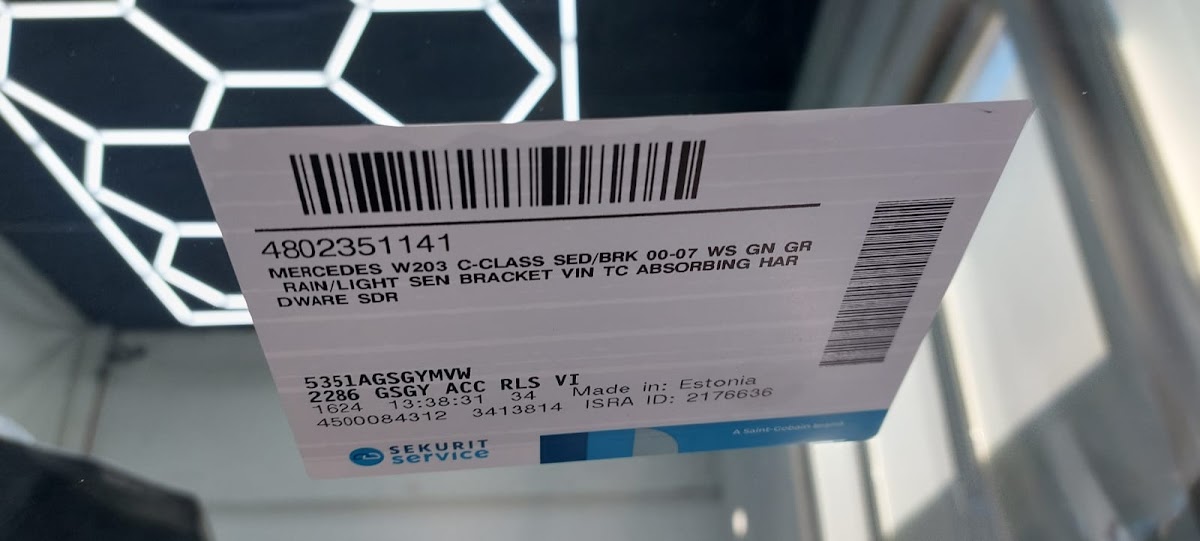 4802351141
MERCEDES W203 C-CLASS SED/BRK 00-07 WS GN GR
RAIN/LIGHT SEN BRACKET VIN TC ABSORBING HAR
DWARE SDR
5351AGSGYMVW
2286 GSGY ACC RLS VI
1624 13:38:31 34 Made in: Estonia
4500084312 3413814 ISRA ID: 2176636
SEKURIT
service
A Saint-Gobain brand